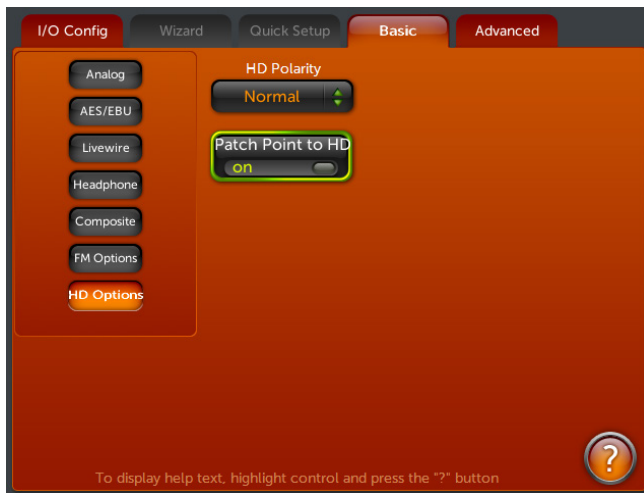 I/O Config
Wizard
Quick Setup
Basic
Advanced
Analog
AES/EBU
Livewire
Headphone
Composite
FM Options
HD Options
HD Polarity
Normal
Patch Point to HD
on
To display help text, highlight control and press the "?" button
?